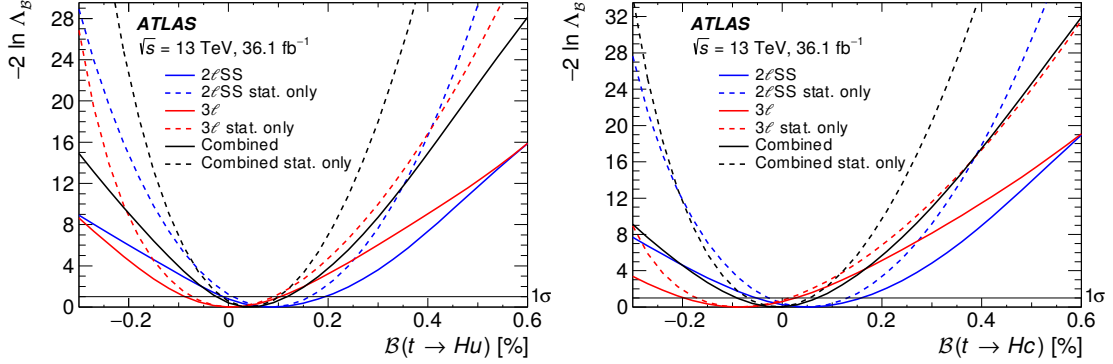 −2 ln Λ_B
28
24
20
16
12
8
4
0
ATLAS
√s = 13 TeV, 36.1 fb⁻¹
2ℓSS
2ℓSS stat. only
3ℓ
3ℓ stat. only
Combined
Combined stat. only
1σ
−0.2 0 0.2 0.4 0.6
B(t → Hu) [%]
−2 ln Λ_B
32
28
24
20
16
12
8
4
0
ATLAS
√s = 13 TeV, 36.1 fb⁻¹
2ℓSS
2ℓSS stat. only
3ℓ
3ℓ stat. only
Combined
Combined stat. only
1σ
−0.2 0 0.2 0.4 0.6
B(t → Hc) [%]